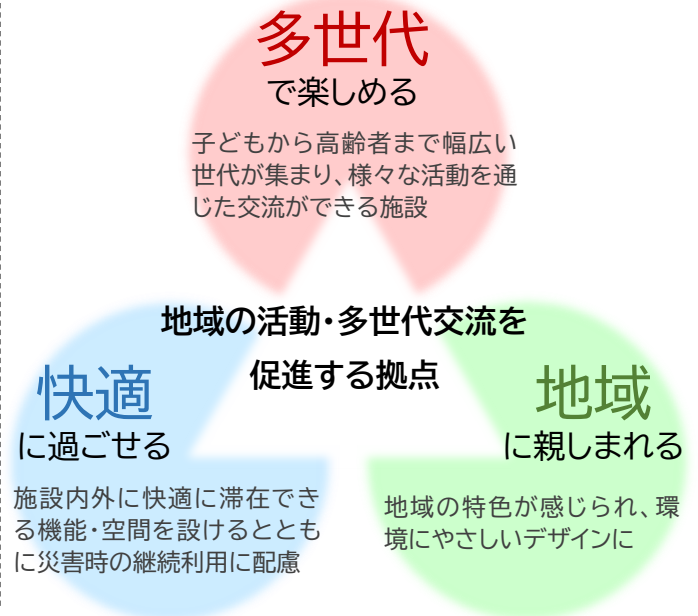 多世代
で楽しめる
子どもから高齢者まで幅広い
世代が集まり、様々な活動を通
じた交流ができる施設
地域の活動・多世代交流を
促進する拠点
快適
に過ごせる
施設内外に快適に滞在でき
る機能・空間を設けるととも
に災害時の継続利用に配慮
地域
に親しまれる
地域の特色が感じられ、環
境にやさしいデザインに